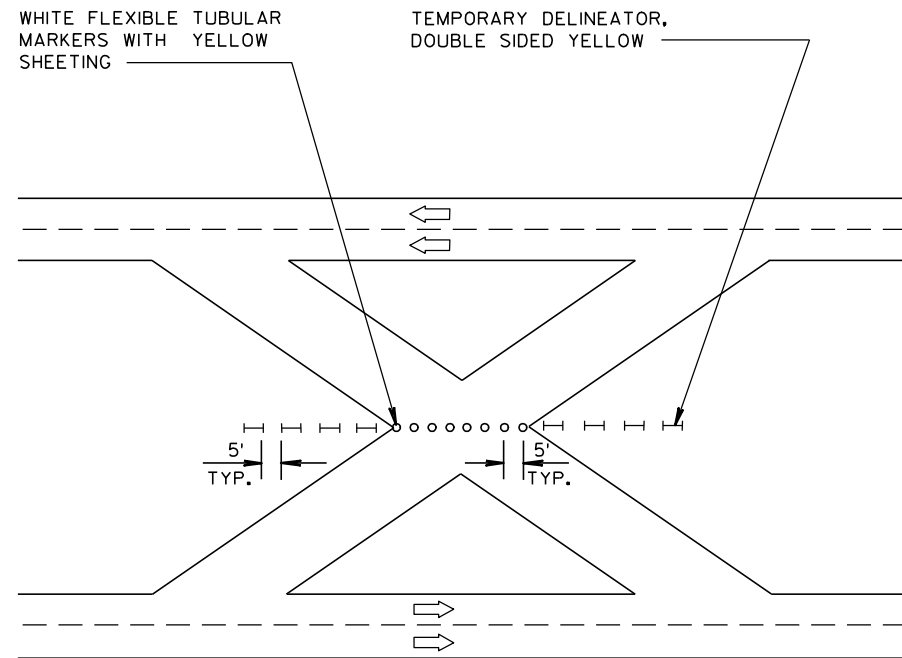 WHITE FLEXIBLE TUBULAR
MARKERS WITH YELLOW
SHEETING
TEMPORARY DELINEATOR,
DOUBLE SIDED YELLOW
5'
TYP.
5'
TYP.